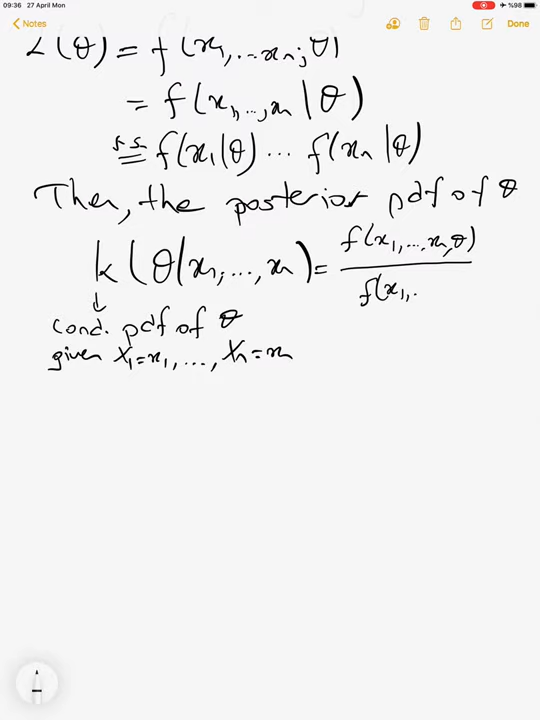 09:36 27 April Mon
%98
Notes
Done
L(θ) = f(x1,...xn;θ)
= f(x1,...,xn|θ)
r.s.
= f(x1|θ) ... f(xn|θ)
Then, the posterior pdf of θ
k(θ|x1,...,xn) = f(x1,...,xn,θ)
f(x1,.
↓
cond. pdf of θ
given X1=x1,...,Xn=xn